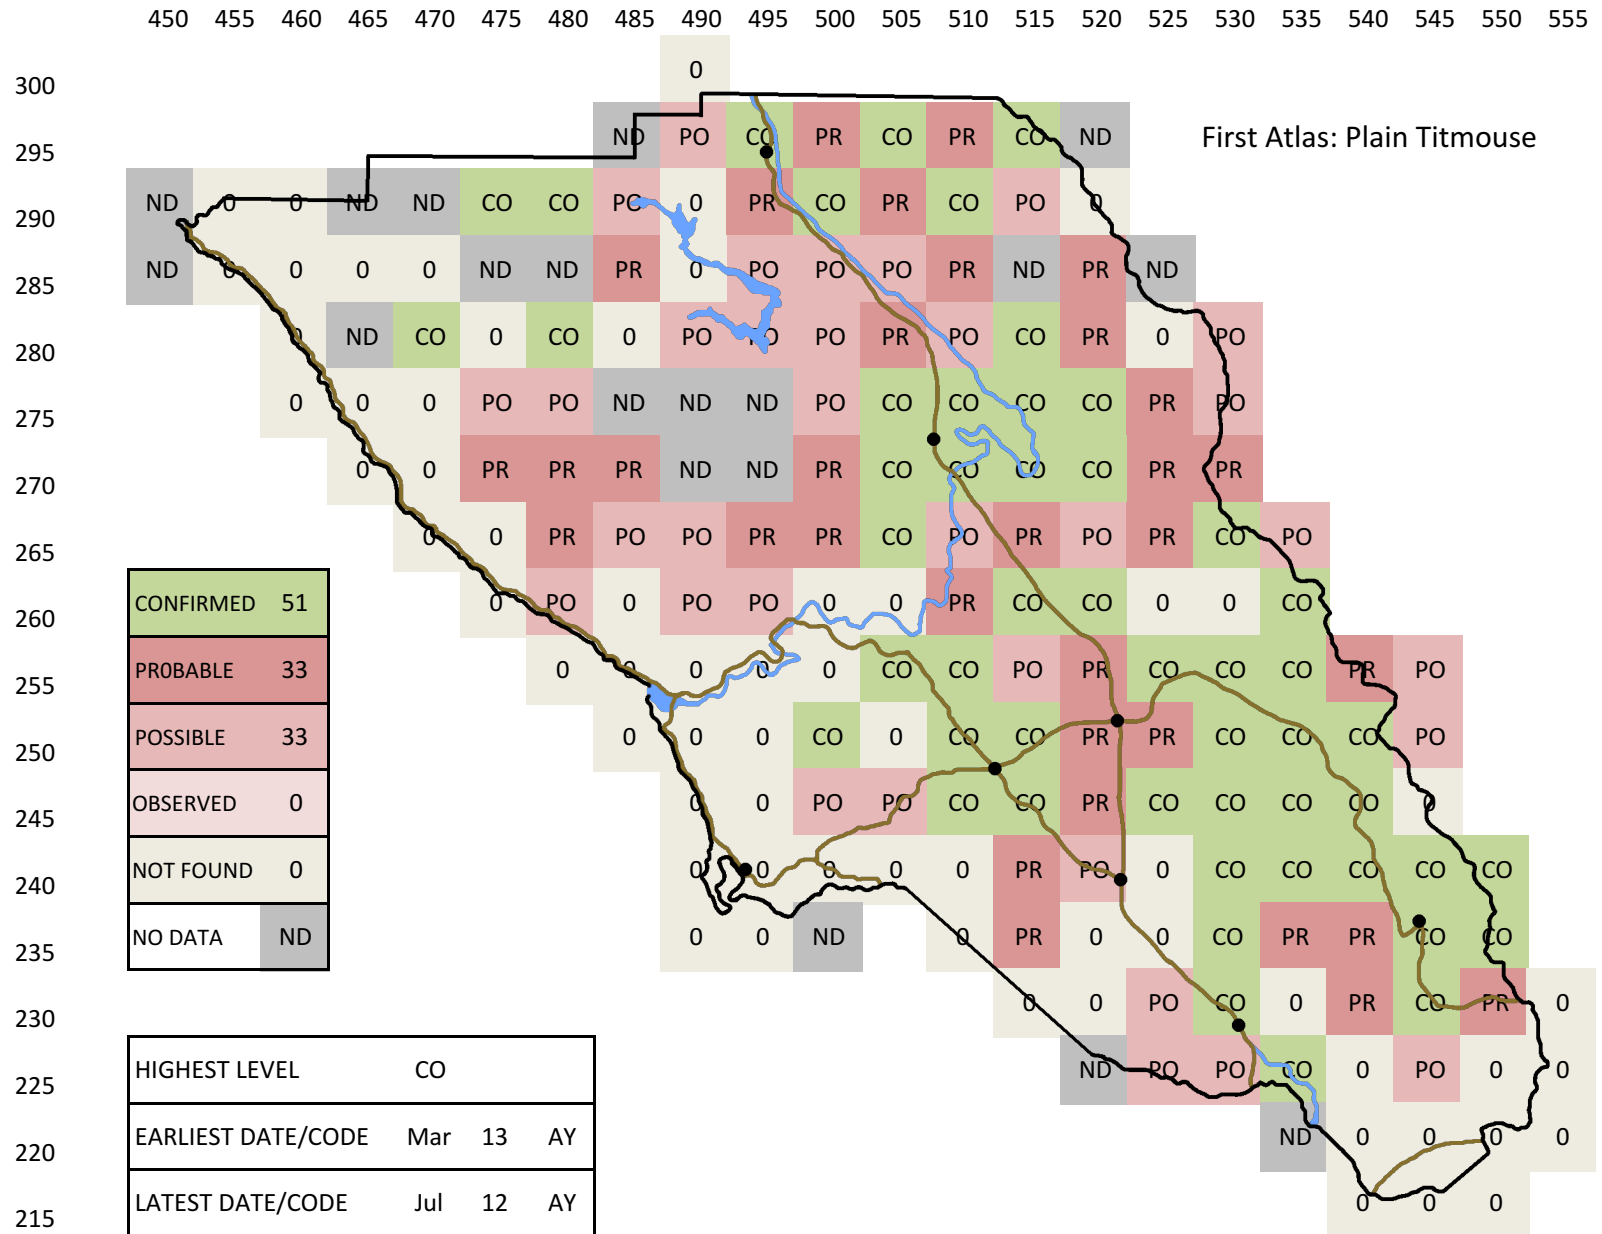 450 455 460 465 470 475 480 485 490 495 500 505 510 515 520 525 530 535 540 545 550 555
0
300
ND PO CO PR CO PR CO ND
First Atlas: Plain Titmouse
295
ND 0 0 ND ND CO CO PO 0 PR CO PR CO PO 0
290
ND 0 0 0 0 ND ND PR 0 PO PO PO PR ND PR ND
285
0 ND CO 0 CO 0 PO PO PO PR PO CO PR 0 PO
280
0 0 0 PO PO ND ND ND PO CO CO CO CO PR PO
275
0 0 PR PR PR ND ND PR CO CO CO CO PR PR
270
0 0 PR PO PO PR PR CO PO PR PO PR CO PO
265
CONFIRMED 51
0 PO 0 PO PO 0 0 PR CO CO 0 0 CO
260
PR0BABLE 33
0 0 0 0 0 CO CO PO PR CO CO CO PR PO
255
POSSIBLE 33
0 0 0 CO 0 CO CO PR PR CO CO CO PO
250
OBSERVED 0
0 0 PO PO CO CO PR CO CO CO CO 0
245
NOT FOUND 0
0 0 0 0 0 PR PO 0 CO CO CO CO CO
240
NO DATA ND
0 0 ND 0 PR 0 0 CO PR PR CO CO
235
0 0 PO CO 0 PR CO PR 0
230
HIGHEST LEVEL CO
ND PO PO CO 0 PO 0 0
225
EARLIEST DATE/CODE Mar 13 AY
ND 0 0 0 0
220
LATEST DATE/CODE Jul 12 AY
0 0 0
215